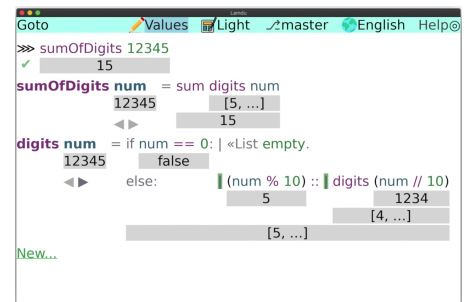 Lamdu
Goto Values Light master English Help
⋙ sumOfDigits 12345
✔ 15
sumOfDigits num = sum digits num
12345 [5, …]
15
digits num = if num == 0: | «List empty.
12345 false
else: (num % 10) :: digits (num // 10)
5 1234
[4, …]
[5, …]
New...